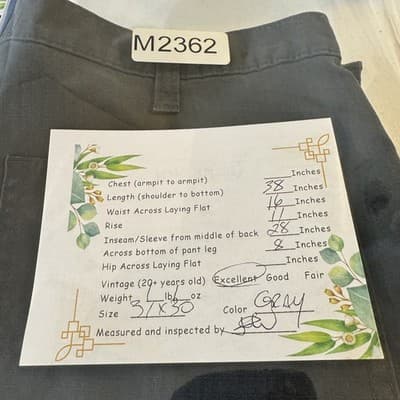 M2362
Chest (armpit to armpit) Inches
Length (shoulder to bottom) 38 Inches
Waist Across Laying Flat 16 Inches
Rise 11 Inches
Inseam/Sleeve from middle of back 28 Inches
Across bottom of pant leg 8 Inches
Hip Across Laying Flat Inches
Vintage (20+ years old) Excellent Good Fair
Weight 1 lb oz
Size 31x30 Color GRAY
Measured and inspected by